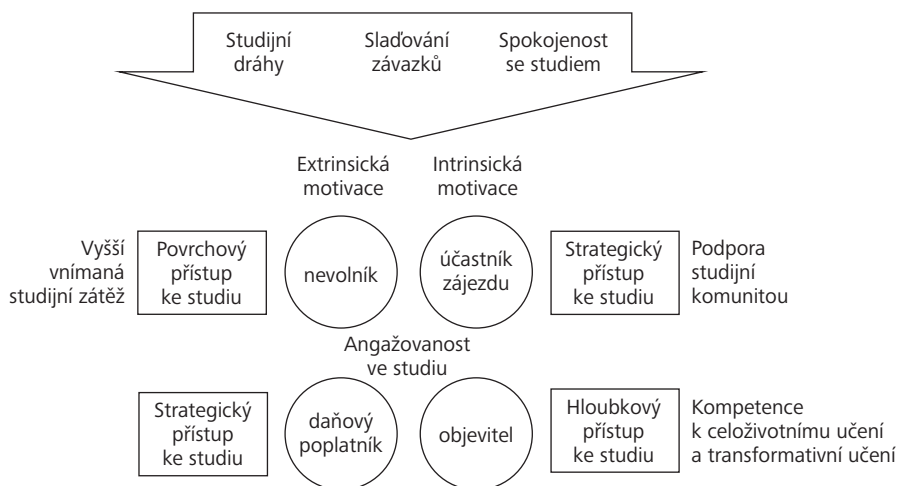 Studijní
dráhy
Slaďování
závazků
Spokojenost
se studiem
Extrinsická
motivace
Intrinsická
motivace
Vyšší
vnímaná
studijní zátěž
Povrchový
přístup
ke studiu
nevolník
účastník
zájezdu
Strategický
přístup
ke studiu
Podpora
studijní
komunitou
Angažovanost
ve studiu
Strategický
přístup
ke studiu
daňový
poplatník
objevitel
Hloubkový
přístup
ke studiu
Kompetence
k celoživotnímu učení
a transformativní učení